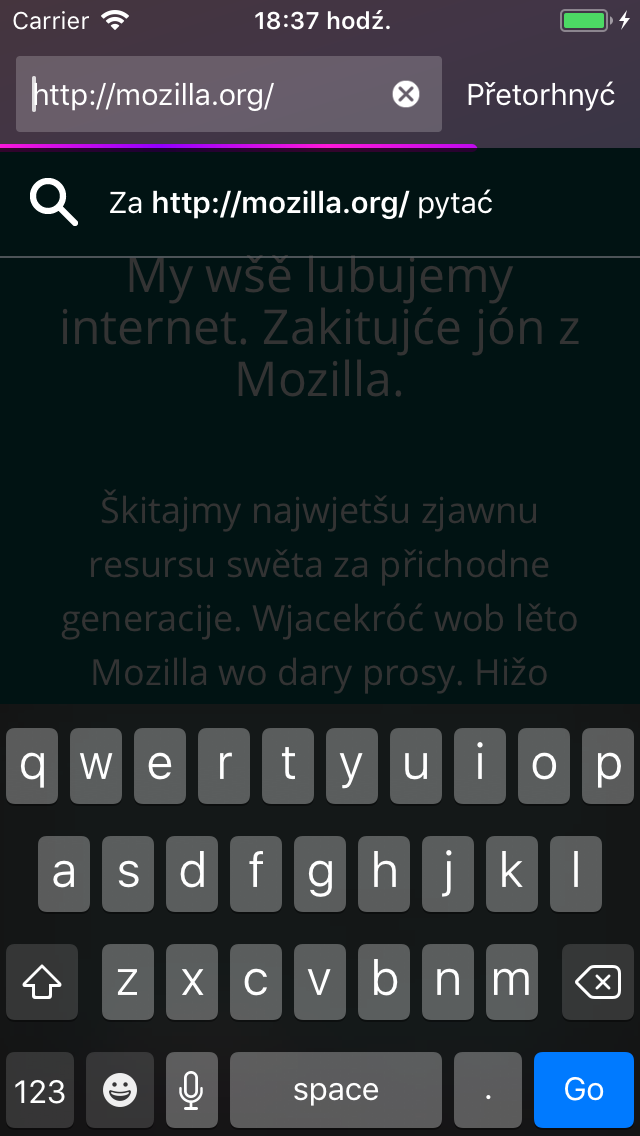 Carrier 18:37 hodź.
http://mozilla.org/ Přetorhnyć
Za http://mozilla.org/ pytać
My wšě lubujemy
internet. Zakitujće jón z
Mozilla.
Škitajmy najwjetšu zjawnu
resursu swěta za přichodne
generacije. Wjacekróć wob lěto
Mozilla wo dary prosy. Hižo
q w e r t y u i o p
a s d f g h j k l
z x c v b n m
123 space . Go